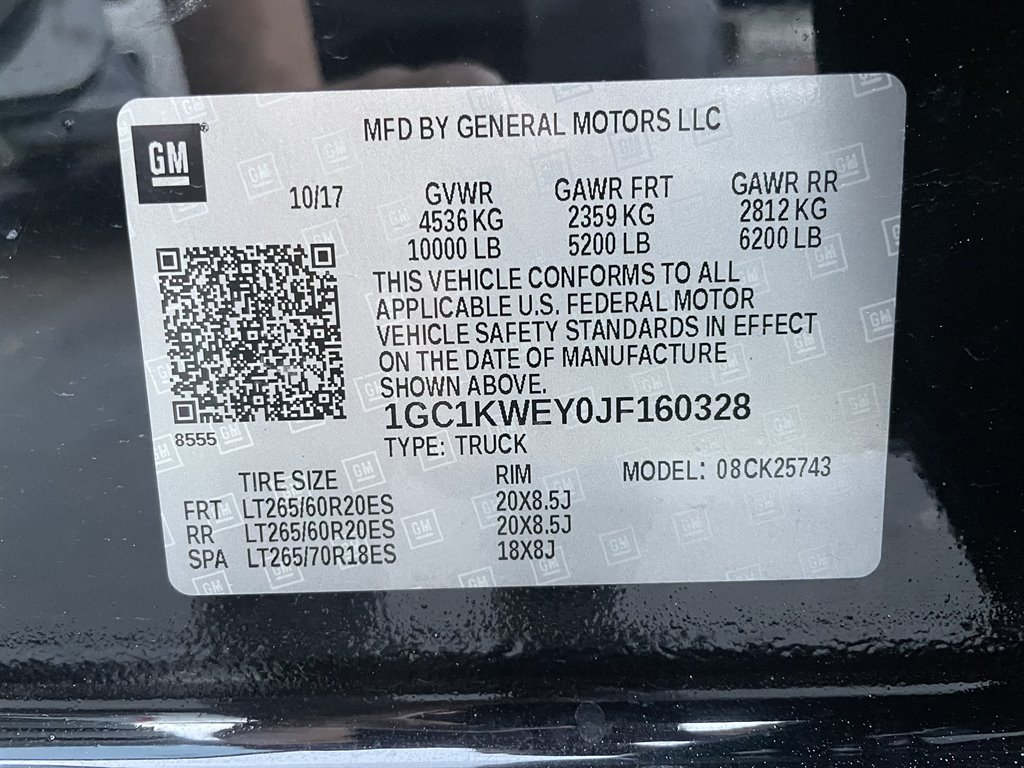 MFD BY GENERAL MOTORS LLC
GM
10/17 GVWR GAWR FRT GAWR RR
4536 KG 2359 KG 2812 KG
10000 LB 5200 LB 6200 LB
THIS VEHICLE CONFORMS TO ALL
APPLICABLE U.S. FEDERAL MOTOR
VEHICLE SAFETY STANDARDS IN EFFECT
ON THE DATE OF MANUFACTURE
SHOWN ABOVE.
1GC1KWEY0JF160328
8555
TYPE: TRUCK
TIRE SIZE RIM MODEL: 08CK25743
FRT LT265/60R20ES 20X8.5J
RR LT265/60R20ES 20X8.5J
SPA LT265/70R18ES 18X8J